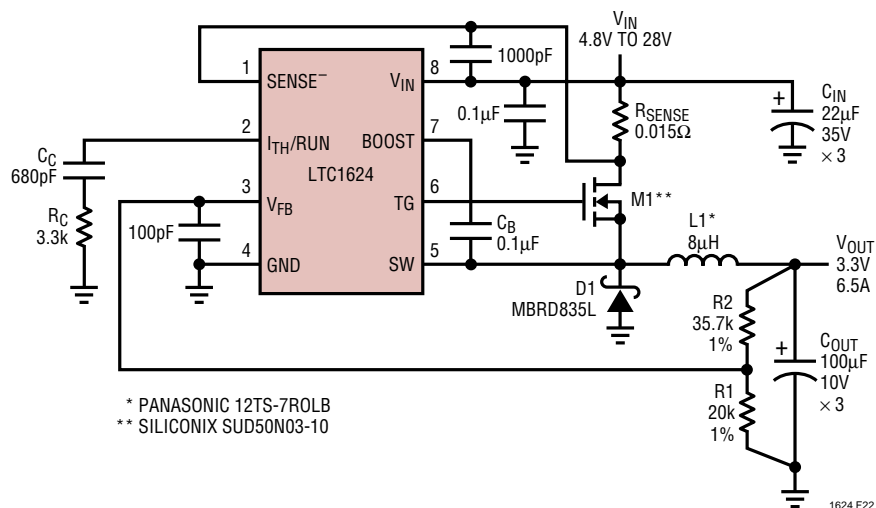 V_IN
4.8V TO 28V
1000pF
1
SENSE⁻
V_IN
8
0.1µF
R_SENSE
0.015Ω
+
C_IN
22µF
35V
× 3
2
I_TH/RUN
BOOST
7
C_C
680pF
LTC1624
R_C
3.3k
3
V_FB
TG
6
M1**
100pF
C_B
0.1µF
4
GND
SW
5
L1*
8µH
V_OUT
3.3V
6.5A
D1
MBRD835L
R2
35.7k
1%
+
C_OUT
100µF
10V
× 3
R1
20k
1%
* PANASONIC 12TS-7ROLB
** SILICONIX SUD50N03-10
1624 F22